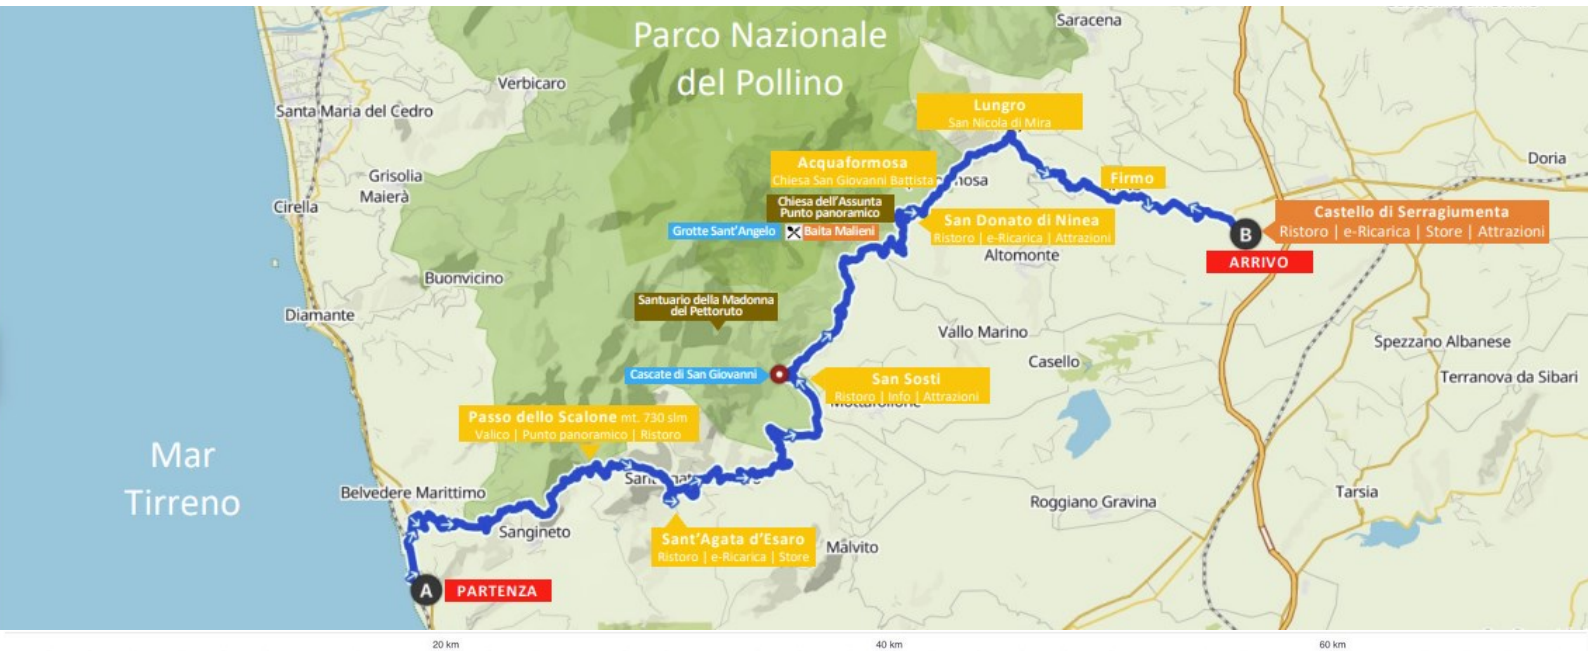 Saracena
Parco Nazionale
del Pollino
Verbicaro
Santa Maria del Cedro
Lungro
San Nicola di Mira
Doria
Acquaformosa
Chiesa San Giovanni Battista
Grisolia
Maierà
Firmo
Cirella
Chiesa dell'Assunta
Punto panoramico
Grotte Sant'Angelo
Baita Malieni
San Donato di Ninea
Ristoro | e-Ricarica | Attrazioni
Castello di Serragiumenta
Ristoro | e-Ricarica | Store | Attrazioni
B
ARRIVO
Altomonte
Buonvicino
Santuario della Madonna
del Pettoruto
Diamante
Vallo Marino
Spezzano Albanese
Casello
Cascate di San Giovanni
San Sosti
Ristoro | Info | Attrazioni
Terranova da Sibari
Passo dello Scalone mt. 730 slm
Valico | Punto panoramico | Ristoro
Mar
Tirreno
Belvedere Marittimo
Roggiano Gravina
Tarsia
Sangineto
Sant'Agata d'Esaro
Ristoro | e-Ricarica | Store
Malvito
A
PARTENZA
20 km
40 km
60 km